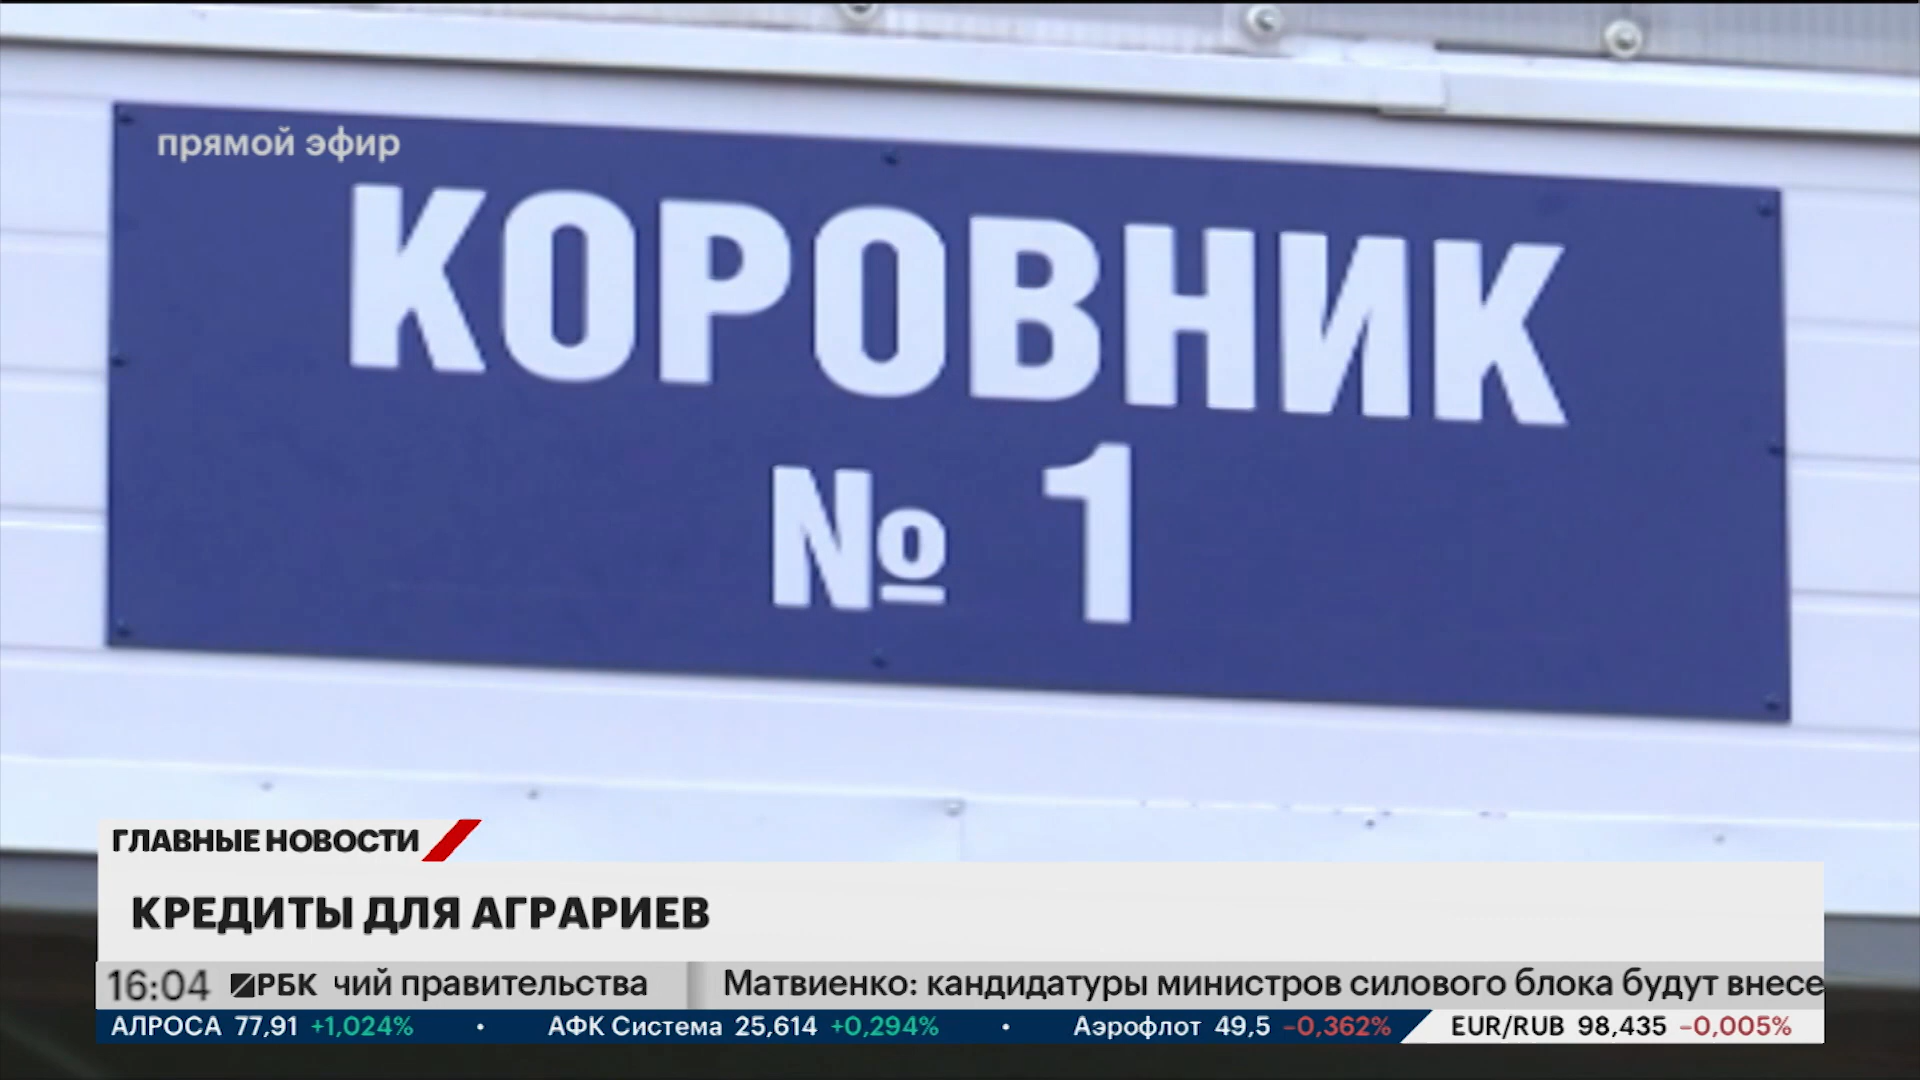 прямой эфир
КОРОВНИК
№ 1
ГЛАВНЫЕ НОВОСТИ
КРЕДИТЫ ДЛЯ АГРАРИЕВ
16:04 РБК чий правительства Матвиенко: кандидатуры министров силового блока будут внесе
АЛРОСА 77,91 +1,024% • АФК Система 25,614 +0,294% • Аэрофлот 49,5 −0,362% EUR/RUB 98,435 −0,005%